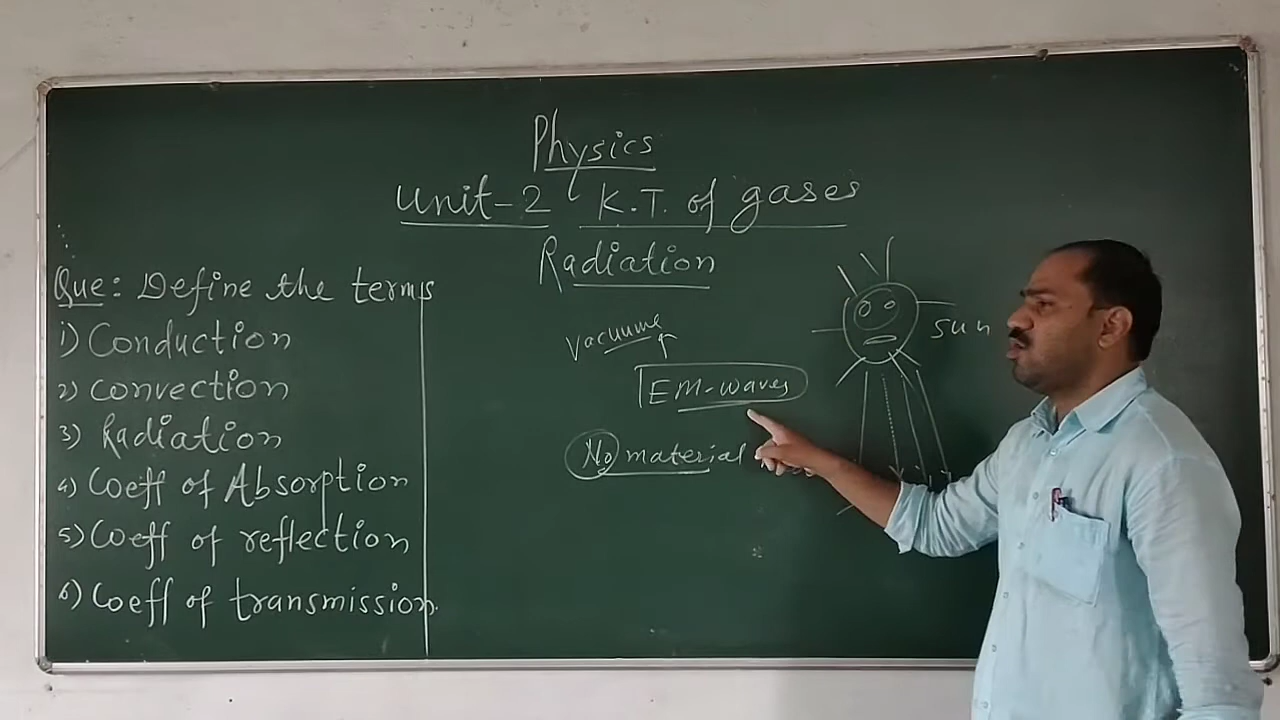 Physics
Unit-2 K.T. of gases
Radiation
Que: Define the terms
1) Conduction
2) Convection
3) Radiation
4) Coeff of Absorption
5) Coeff of reflection
6) Coeff of transmission.
Vacuume
EM-waves
No material
Sun